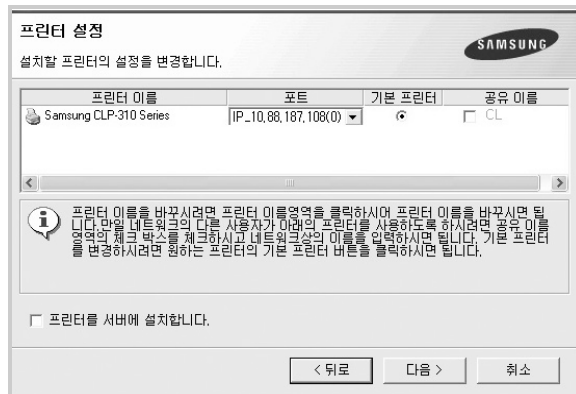 프린터 설정
설치할 프린터의 설정을 변경합니다.
SAMSUNG
프린터 이름 포트 기본 프린터 공유 이름
Samsung CLP-310 Series IP_10,88,187,108(0) CL
프린터 이름을 바꾸시려면 프린터 이름영역을 클릭하시어 프린터 이름을 바꾸시면 됩
니다.만일 네트워크의 다른 사용자가 아래의 프린터를 사용하도록 하시려면 공유 이름
영역의 체크 박스를 체크하시고 네트워크상의 이름을 입력하시면 됩니다. 기본 프린터
를 변경하시려면 원하는 프린터의 기본 프린터 버튼을 클릭하시면 됩니다.
프린터를 서버에 설치합니다.
< 뒤로 다음 > 취소